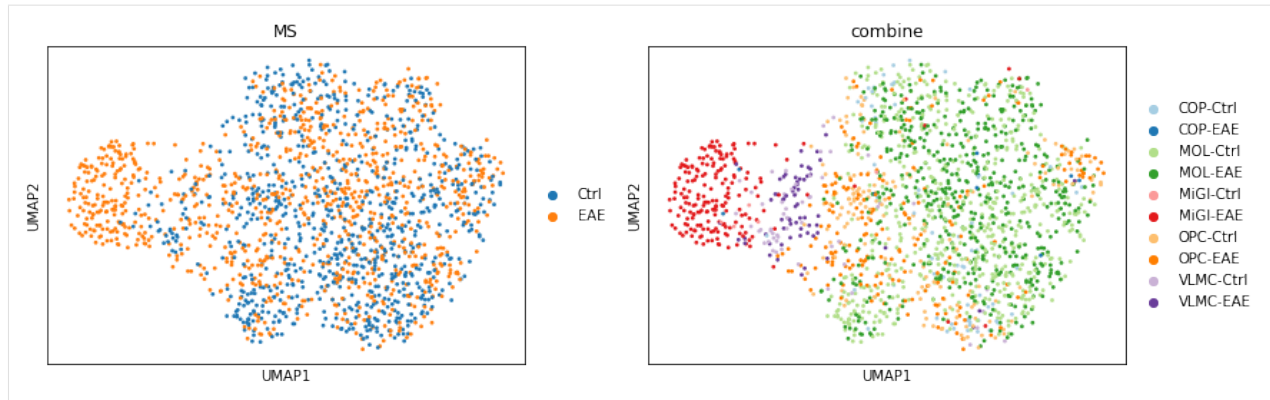 MS
UMAP2
UMAP1
Ctrl
EAE
combine
UMAP2
UMAP1
COP-Ctrl
COP-EAE
MOL-Ctrl
MOL-EAE
MiGl-Ctrl
MiGl-EAE
OPC-Ctrl
OPC-EAE
VLMC-Ctrl
VLMC-EAE